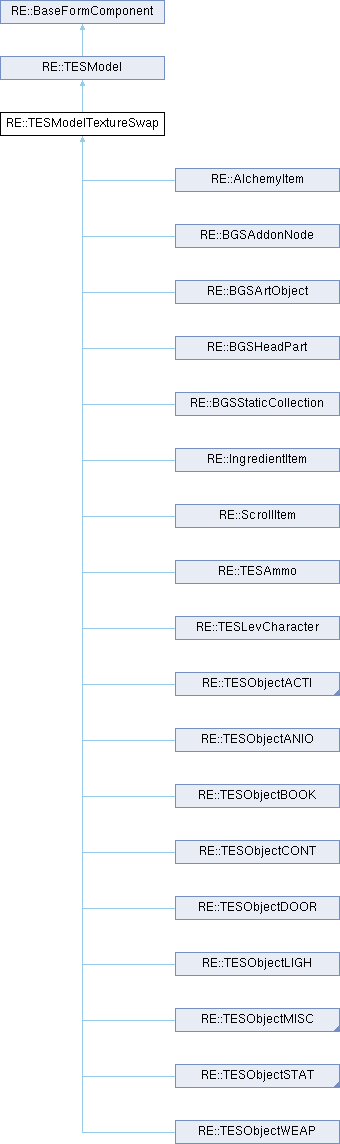 RE::BaseFormComponent
RE::TESModel
RE::TESModelTextureSwap
RE::AlchemyItem
RE::BGSAddonNode
RE::BGSArtObject
RE::BGSHeadPart
RE::BGSStaticCollection
RE::IngredientItem
RE::ScrollItem
RE::TESAmmo
RE::TESLevCharacter
RE::TESObjectACTI
RE::TESObjectANIO
RE::TESObjectBOOK
RE::TESObjectCONT
RE::TESObjectDOOR
RE::TESObjectLIGH
RE::TESObjectMISC
RE::TESObjectSTAT
RE::TESObjectWEAP